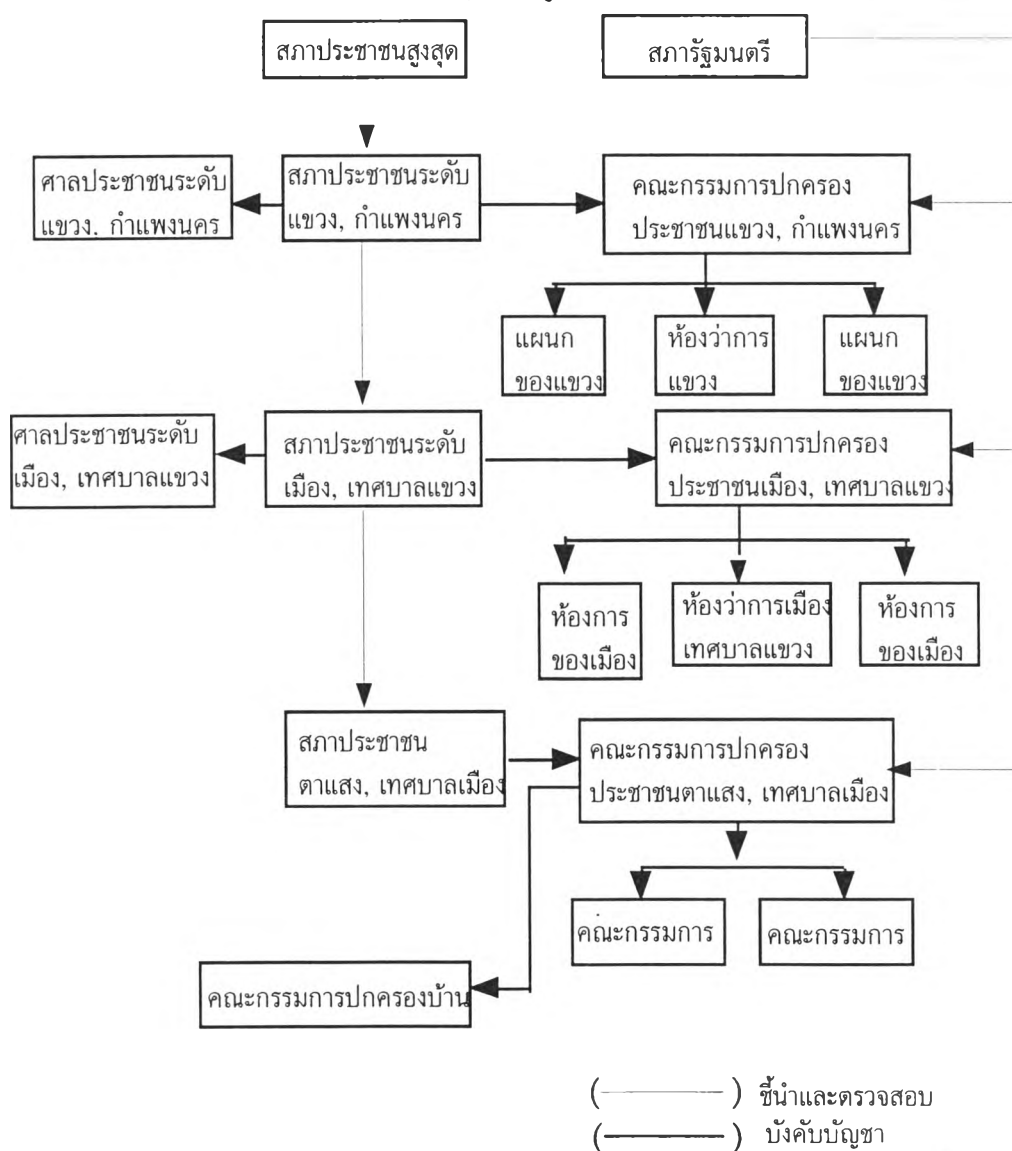 สภาประชาชนสูงสุด
สภารัฐมนตรี
ศาลประชาชนระดับ
แขวง. กำแพงนคร
สภาประชาชนระดับ
แขวง, กำแพงนคร
คณะกรรมการปกครอง
ประชาชนแขวง, กำแพงนคร
แผนก
ของแขวง
ห้องว่าการ
แขวง
แผนก
ของแขวง
ศาลประชาชนระดับ
เมือง, เทศบาลแขวง
สภาประชาชนระดับ
เมือง, เทศบาลแขวง
คณะกรรมการปกครอง
ประชาชนเมือง, เทศบาลแขวง
ห้องการ
ของเมือง
ห้องว่าการเมือง
เทศบาลแขวง
ห้องการ
ของเมือง
สภาประชาชน
ตาแสง, เทศบาลเมือง
คณะกรรมการปกครอง
ประชาชนตาแสง, เทศบาลเมือง
คณะกรรมการ
คณะกรรมการ
คณะกรรมการปกครองบ้าน
( ) ชี้นำและตรวจสอบ
( ) บังคับบัญชา